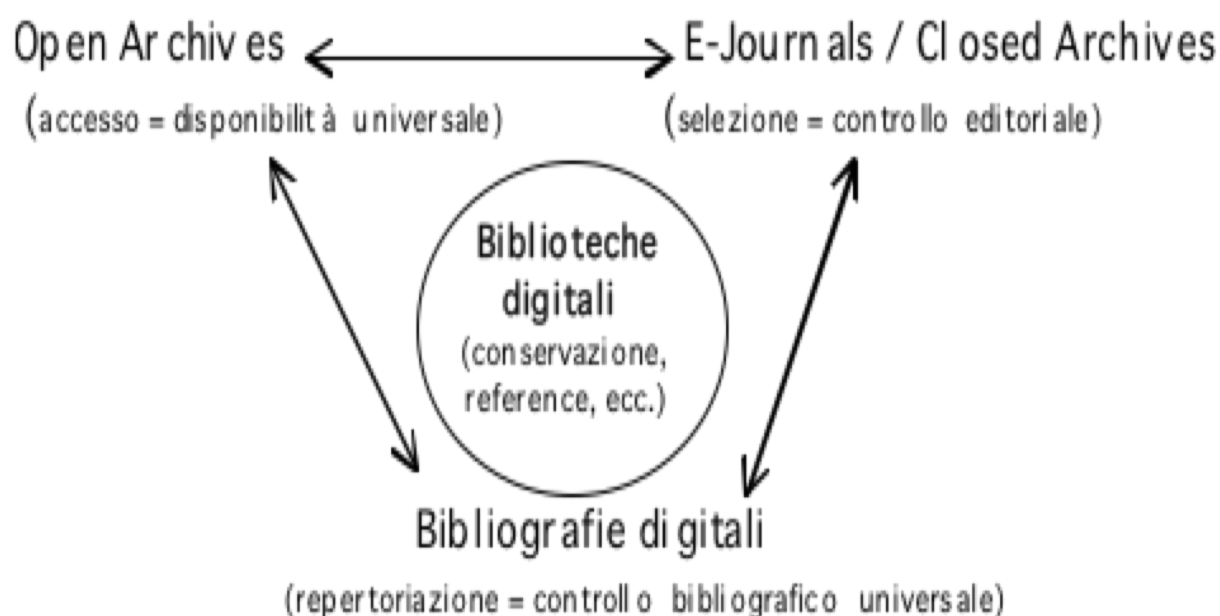 Open Archives E-Journals / Closed Archives
(accesso = disponibilità universale) (selezione = controllo editoriale)
Biblioteche
digitali
(conservazione,
reference, ecc.)
Bibliografie digitali
(repertoriazione = controllo bibliografico universale)